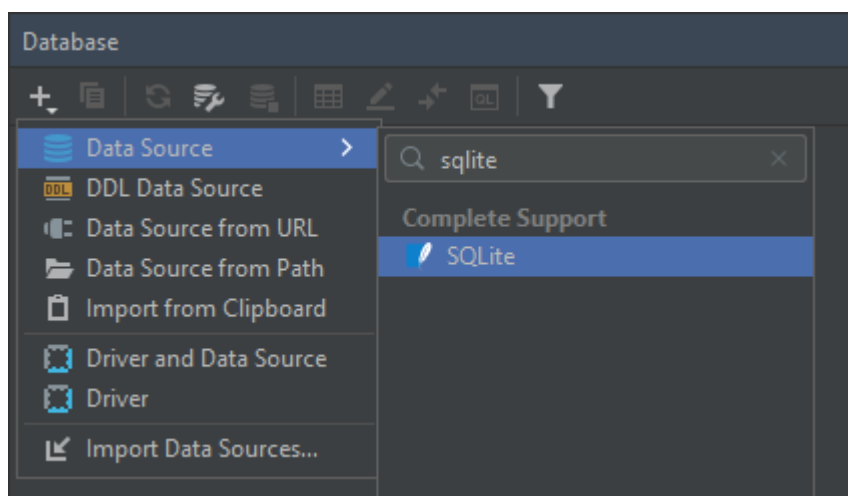 Database
QL
Data Source
DDL Data Source
Data Source from URL
Data Source from Path
Import from Clipboard
Driver and Data Source
Driver
Import Data Sources...
sqlite
Complete Support
SQLite